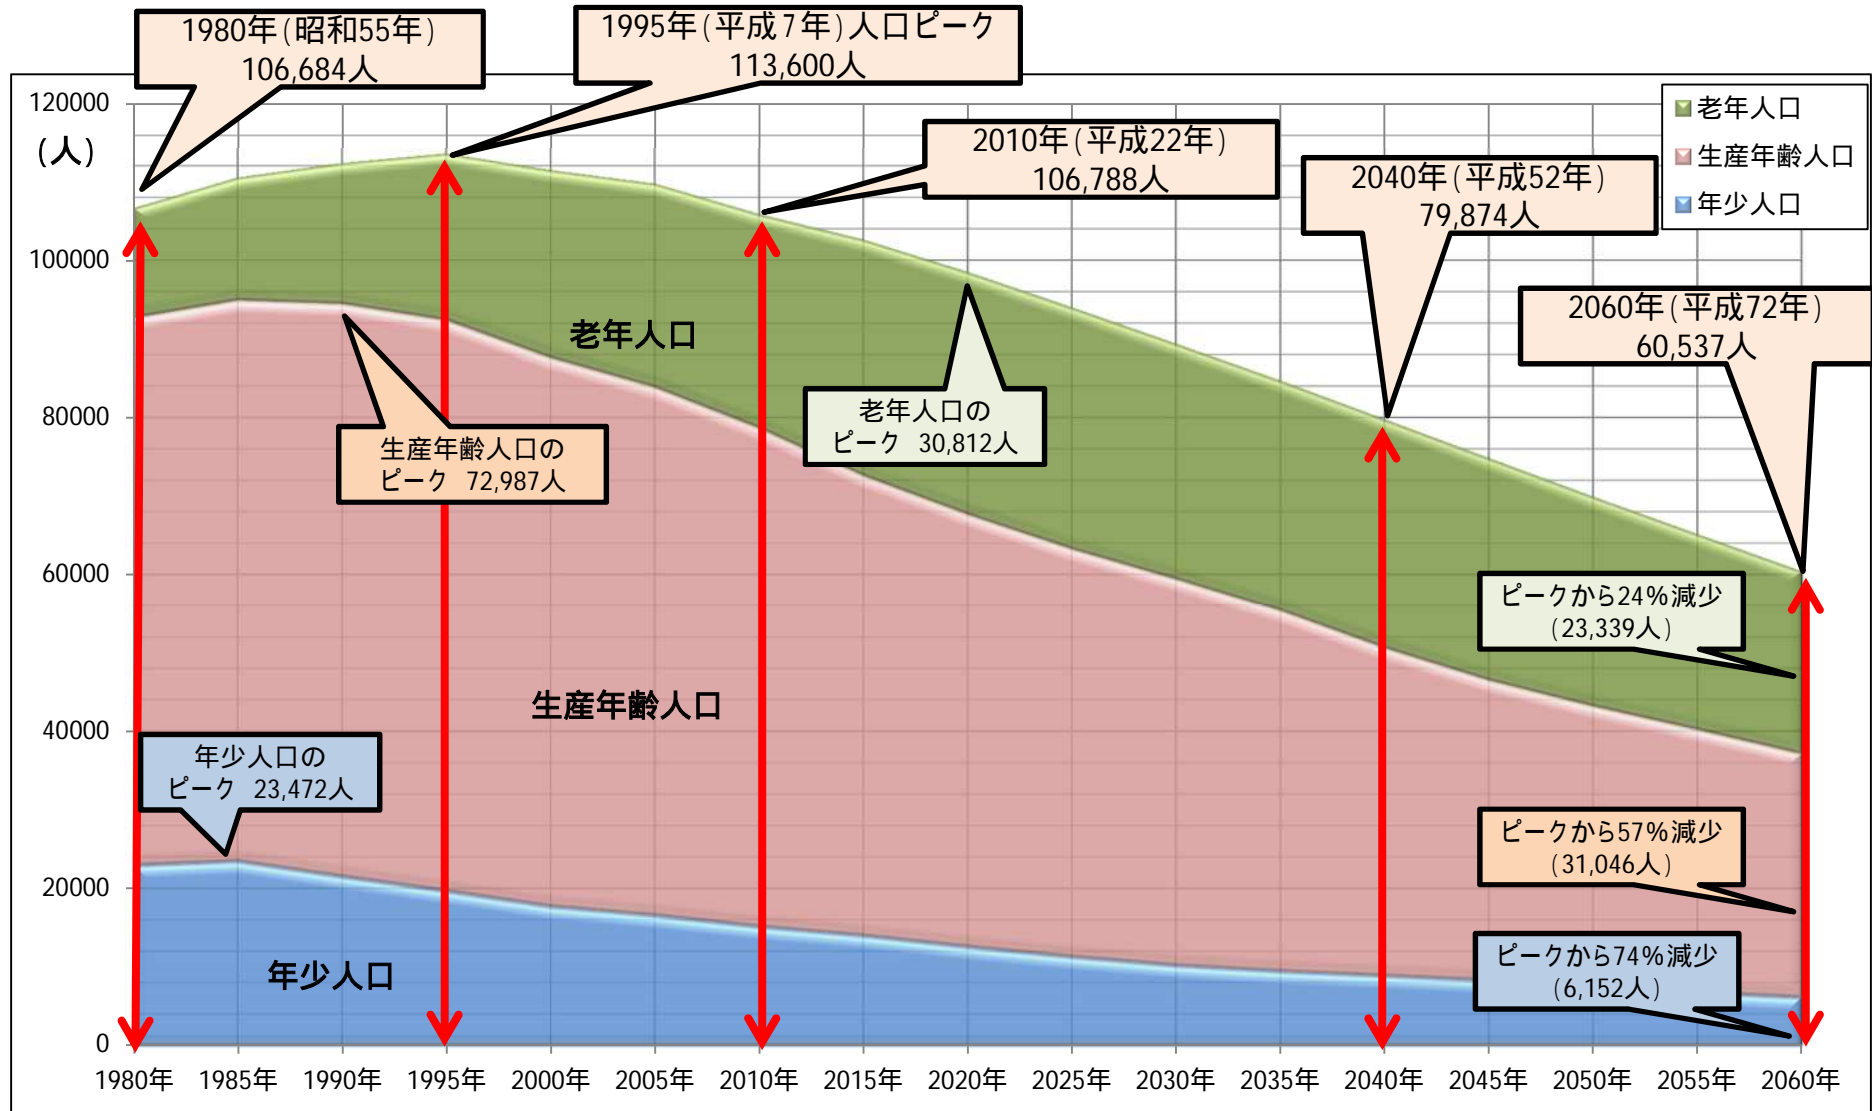 1980年(昭和55年)
106,684人
1995年(平成7年)人口ピーク
113,600人
2010年(平成22年)
106,788人
2040年(平成52年)
79,874人
2060年(平成72年)
60,537人
老年人口
生産年齢人口
年少人口
(人)
120000
100000
80000
60000
40000
20000
0
老年人口
生産年齢人口
年少人口
老年人口の
ピーク 30,812人
生産年齢人口の
ピーク 72,987人
年少人口の
ピーク 23,472人
ピークから24%減少
(23,339人)
ピークから57%減少
(31,046人)
ピークから74%減少
(6,152人)
1980年 1985年 1990年 1995年 2000年 2005年 2010年 2015年 2020年 2025年 2030年 2035年 2040年 2045年 2050年 2055年 2060年